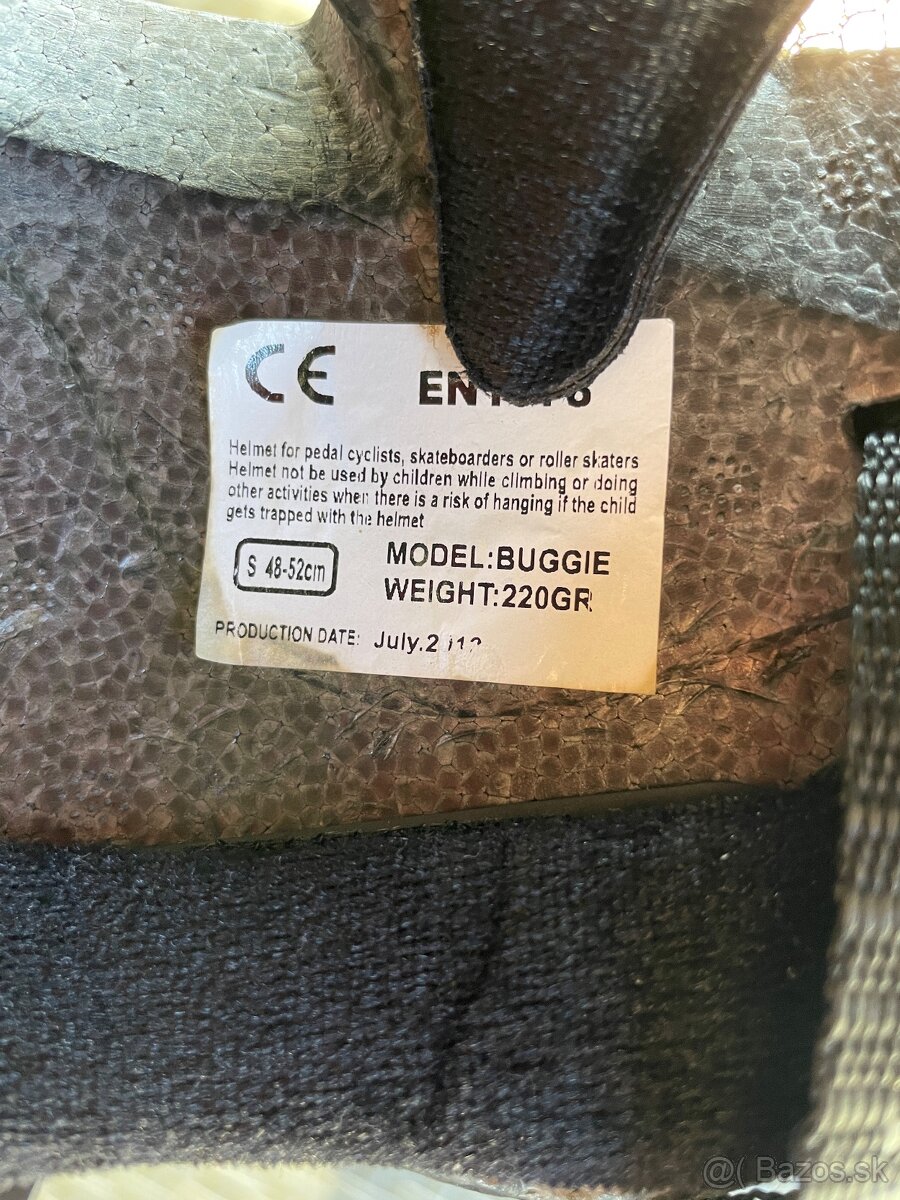 CE
Helmet for pedal cyclists, skateboarders or roller skaters
Helmet not be used by children while climbing or doing
other activities when there is a risk of hanging if the child
gets trapped with the helmet
S 48-52cm
MODEL:BUGGIE
WEIGHT:220GR
PRODUCTION DATE: July.
@( Bazos.sk